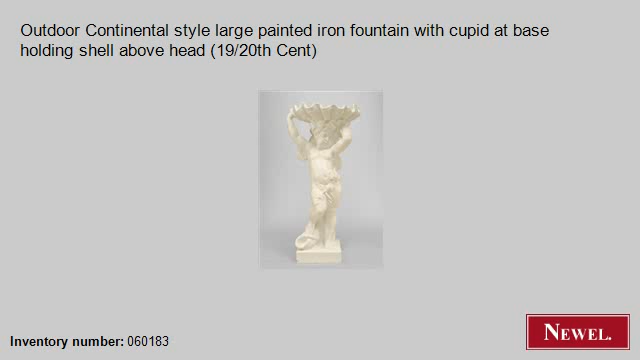 Outdoor Continental style large painted iron fountain with cupid at base
holding shell above head (19/20th Cent)
Inventory number: 060183
NEWEL.